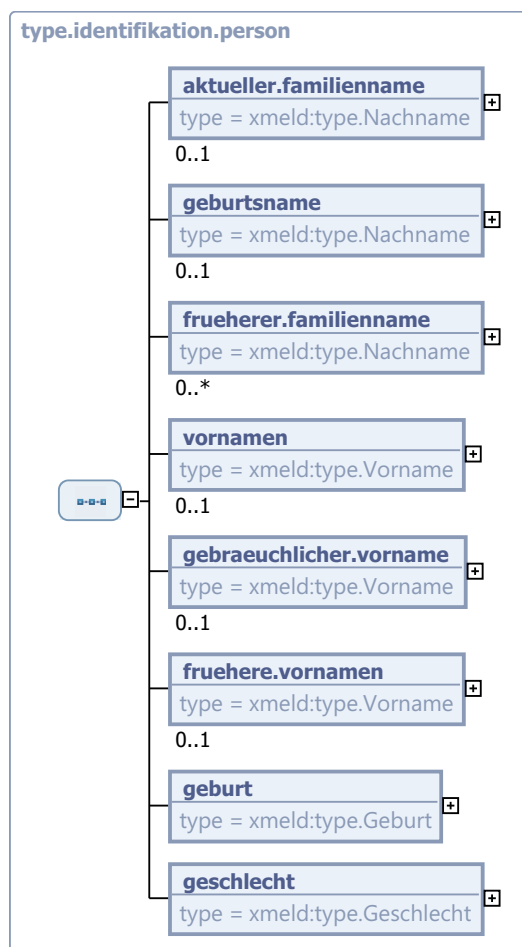 type.identifikation.person
aktueller.familienname
type = xmeld:type.Nachname
0..1
geburtsname
type = xmeld:type.Nachname
0..1
frueherer.familienname
type = xmeld:type.Nachname
0..*
vornamen
type = xmeld:type.Vorname
0..1
gebraeuchlicher.vorname
type = xmeld:type.Vorname
0..1
fruehere.vornamen
type = xmeld:type.Vorname
0..1
geburt
type = xmeld:type.Geburt
geschlecht
type = xmeld:type.Geschlecht